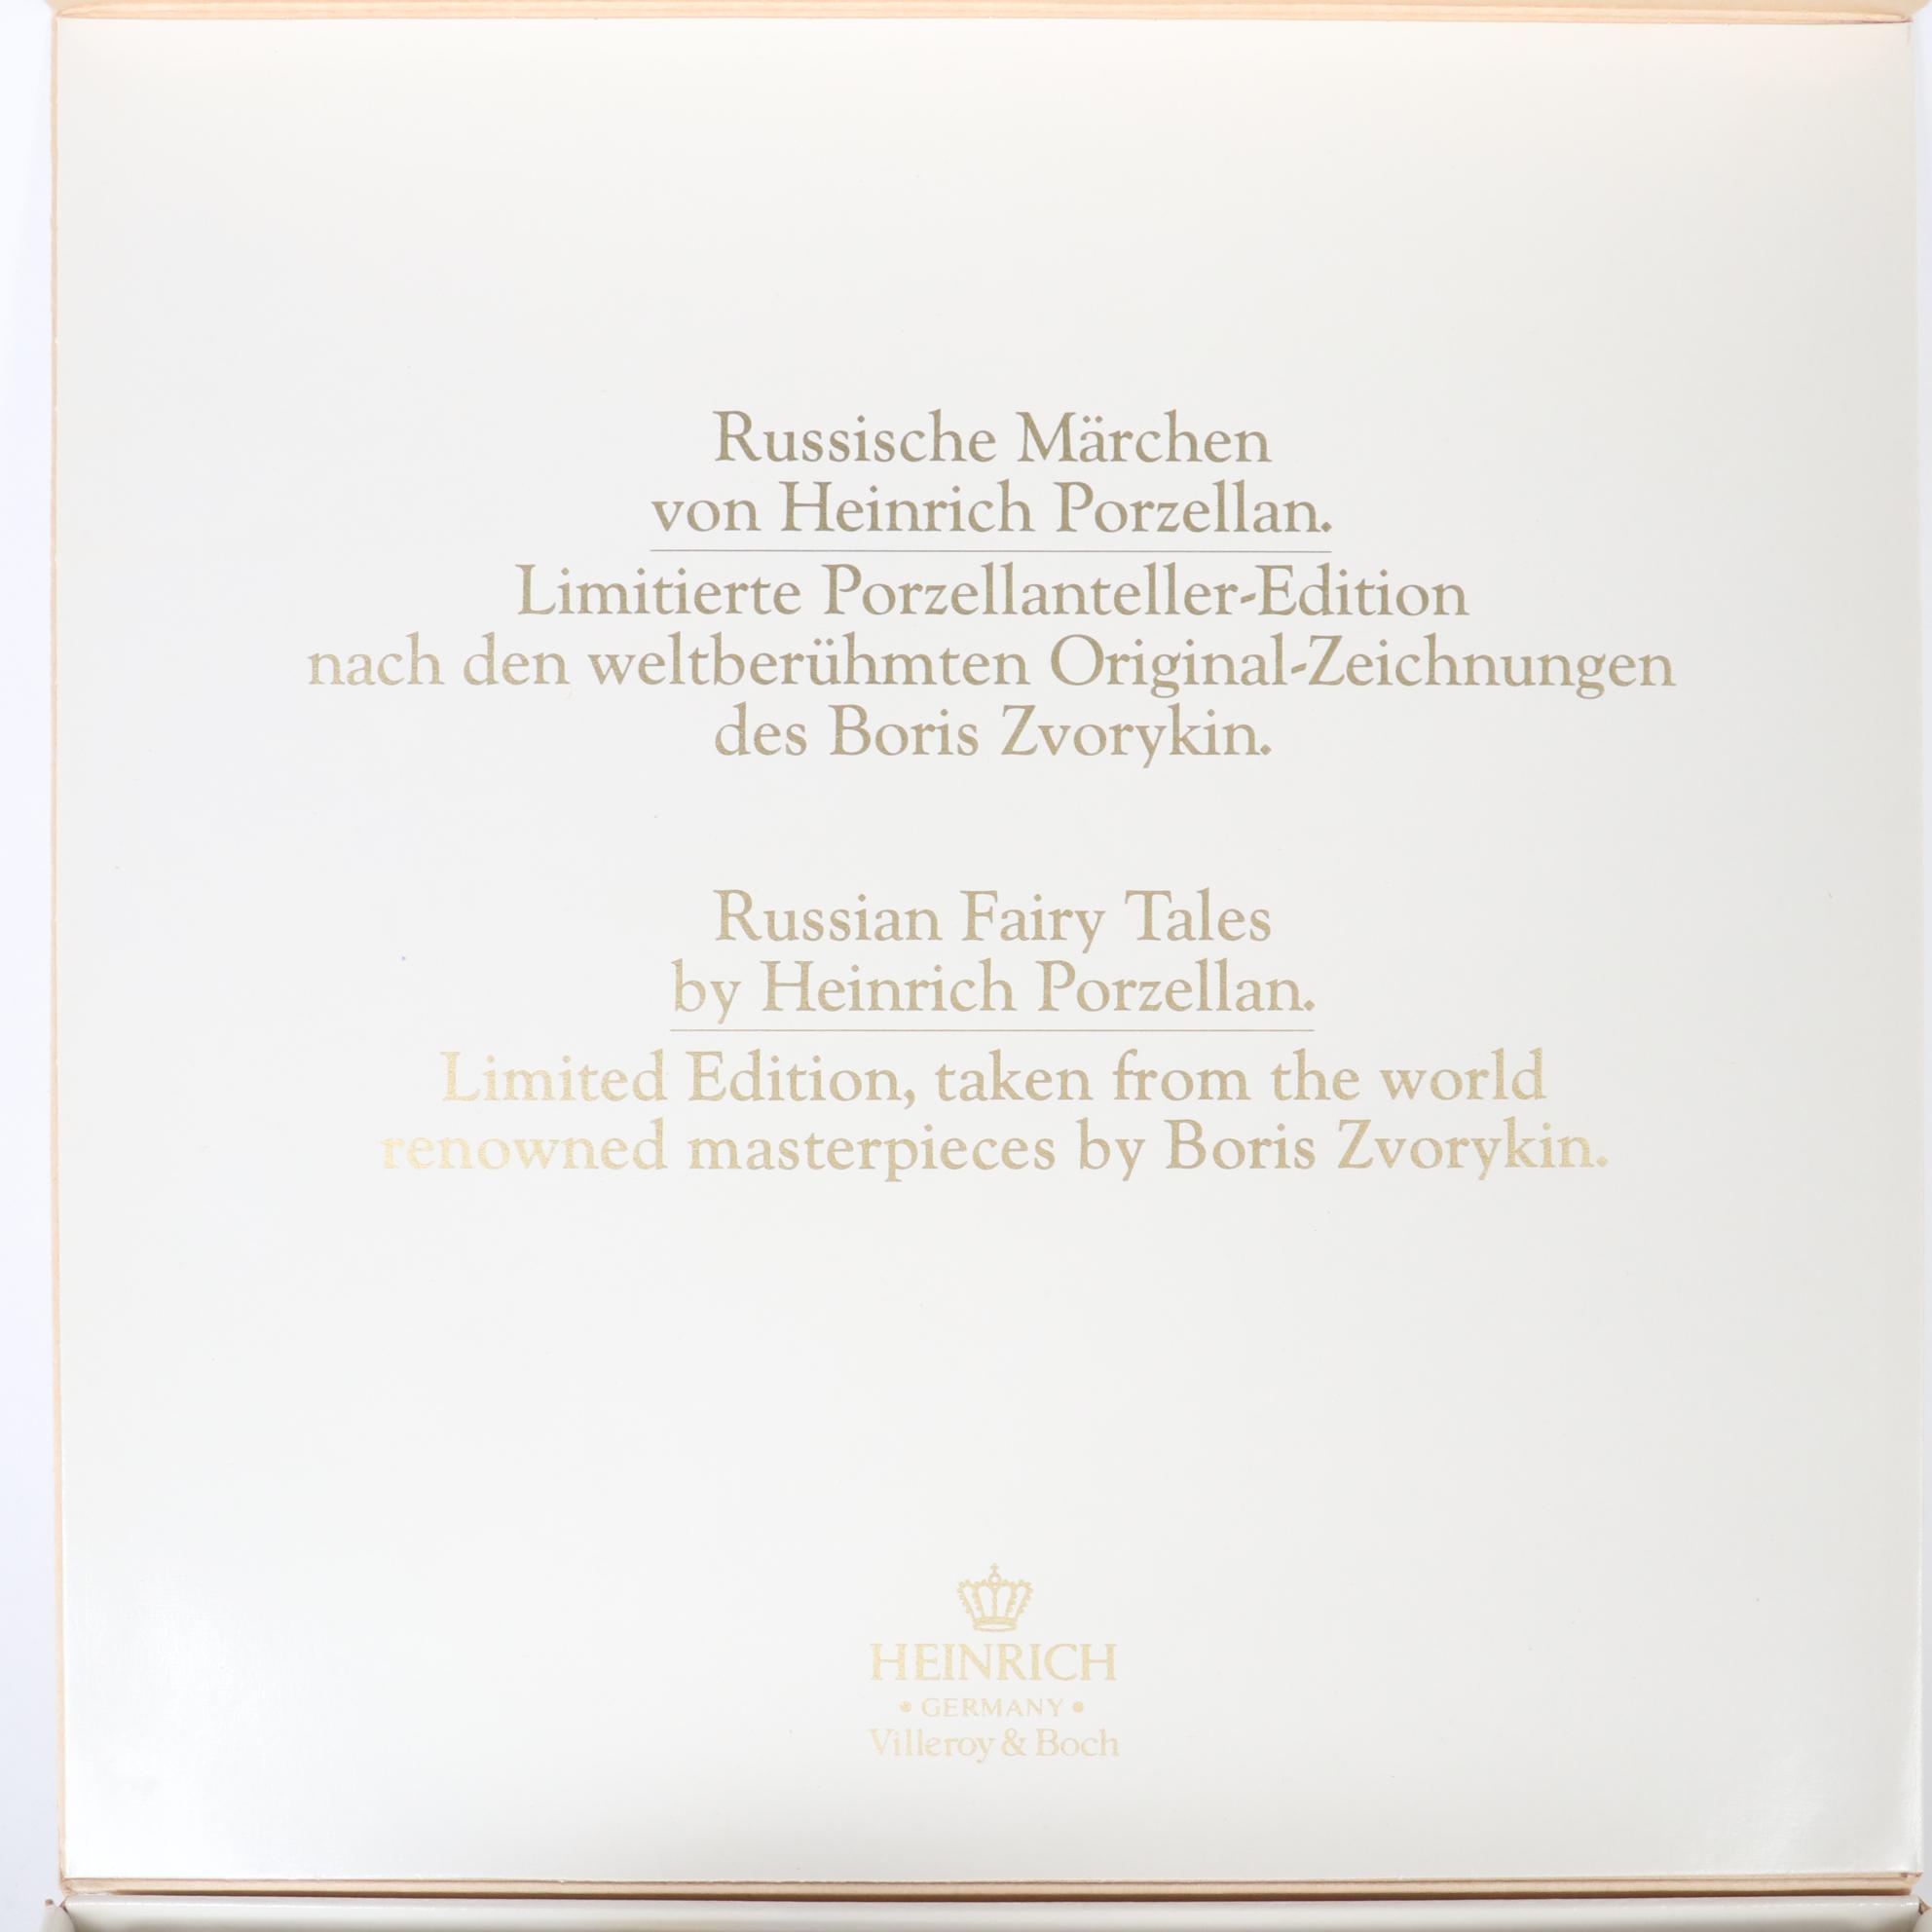 Russische Märchen
von Heinrich Porzellan.
Limitierte Porzellanteller-Edition
nach den weltberühmten Original-Zeichnungen
des Boris Zvorykin.
Russian Fairy Tales
by Heinrich Porzellan.
Limited Edition, taken from the world
renowned masterpieces by Boris Zvorykin.
HEINRICH
• GERMANY •
Villeroy & Boch